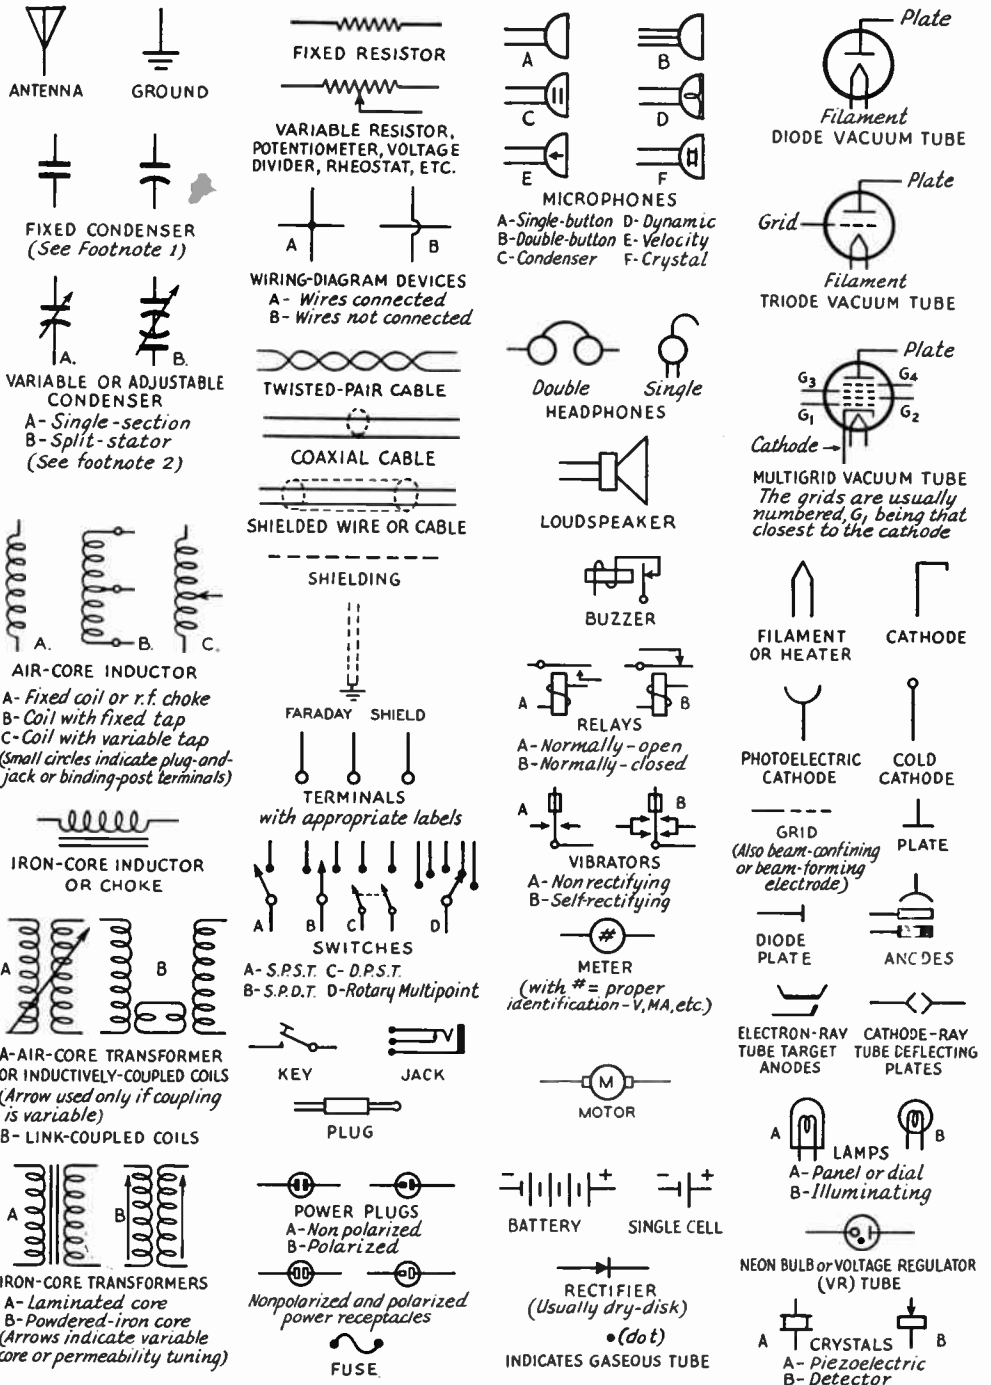 ANTENNA
GROUND
FIXED CONDENSER
(See Footnote 1)
A.
B.
VARIABLE OR ADJUSTABLE
CONDENSER
A- Single-section
B- Split-stator
(See footnote 2)
A.
B.
C.
AIR-CORE INDUCTOR
A- Fixed coil or r.f. choke
B- Coil with fixed tap
C- Coil with variable tap
(Small circles indicate plug-and-
jack or binding-post terminals)
IRON-CORE INDUCTOR
OR CHOKE
A
B
A-AIR-CORE TRANSFORMER
OR INDUCTIVELY-COUPLED COILS
(Arrow used only if coupling
is variable)
B- LINK-COUPLED COILS
A
B
IRON-CORE TRANSFORMERS
A- Laminated core
B- Powdered-iron core
(Arrows indicate variable
core or permeability tuning)
FIXED RESISTOR
VARIABLE RESISTOR,
POTENTIOMETER, VOLTAGE
DIVIDER, RHEOSTAT, ETC.
A
B
WIRING-DIAGRAM DEVICES
A- Wires connected
B- Wires not connected
TWISTED-PAIR CABLE
COAXIAL CABLE
SHIELDED WIRE OR CABLE
SHIELDING
FARADAY SHIELD
TERMINALS
with appropriate labels
A
B
C
D
SWITCHES
A- S.P.S.T. C- D.P.S.T.
B- S.P.D.T. D-Rotary Multipoint
KEY
JACK
PLUG
POWER PLUGS
A-Non polarized
B-Polarized
Nonpolarized and polarized
power receptacles
FUSE
A
B
C
D
E
F
MICROPHONES
A-Single-button D- Dynamic
B-Double-button E- Velocity
C- Condenser F- Crystal
Double
Single
HEADPHONES
LOUDSPEAKER
BUZZER
A
B
RELAYS
A-Normally-open
B-Normally-closed
A
B
VIBRATORS
A- Non rectifying
B-Self-rectifying
#
METER
(with # = proper
identification-V, MA, etc.)
M
MOTOR
- +
BATTERY
- +
SINGLE CELL
RECTIFIER
(Usually dry-disk)
•(dot)
INDICATES GASEOUS TUBE
Plate
Filament
DIODE VACUUM TUBE
Plate
Grid
Filament
TRIODE VACUUM TUBE
Plate
G3
G4
G1
G2
Cathode
MULTIGRID VACUUM TUBE
The grids are usually
numbered, G1 being that
closest to the cathode
FILAMENT
OR HEATER
CATHODE
PHOTOELECTRIC
CATHODE
COLD
CATHODE
GRID
(Also beam-confining
or beam-forming
electrode)
PLATE
DIODE
PLATE
ANODES
ELECTRON-RAY
TUBE TARGET
ANODES
CATHODE-RAY
TUBE DEFLECTING
PLATES
A
B
LAMPS
A- Panel or dial
B-Illuminating
NEON BULB or VOLTAGE REGULATOR
(VR) TUBE
A
B
CRYSTALS
A- Piezoelectric
B- Detector